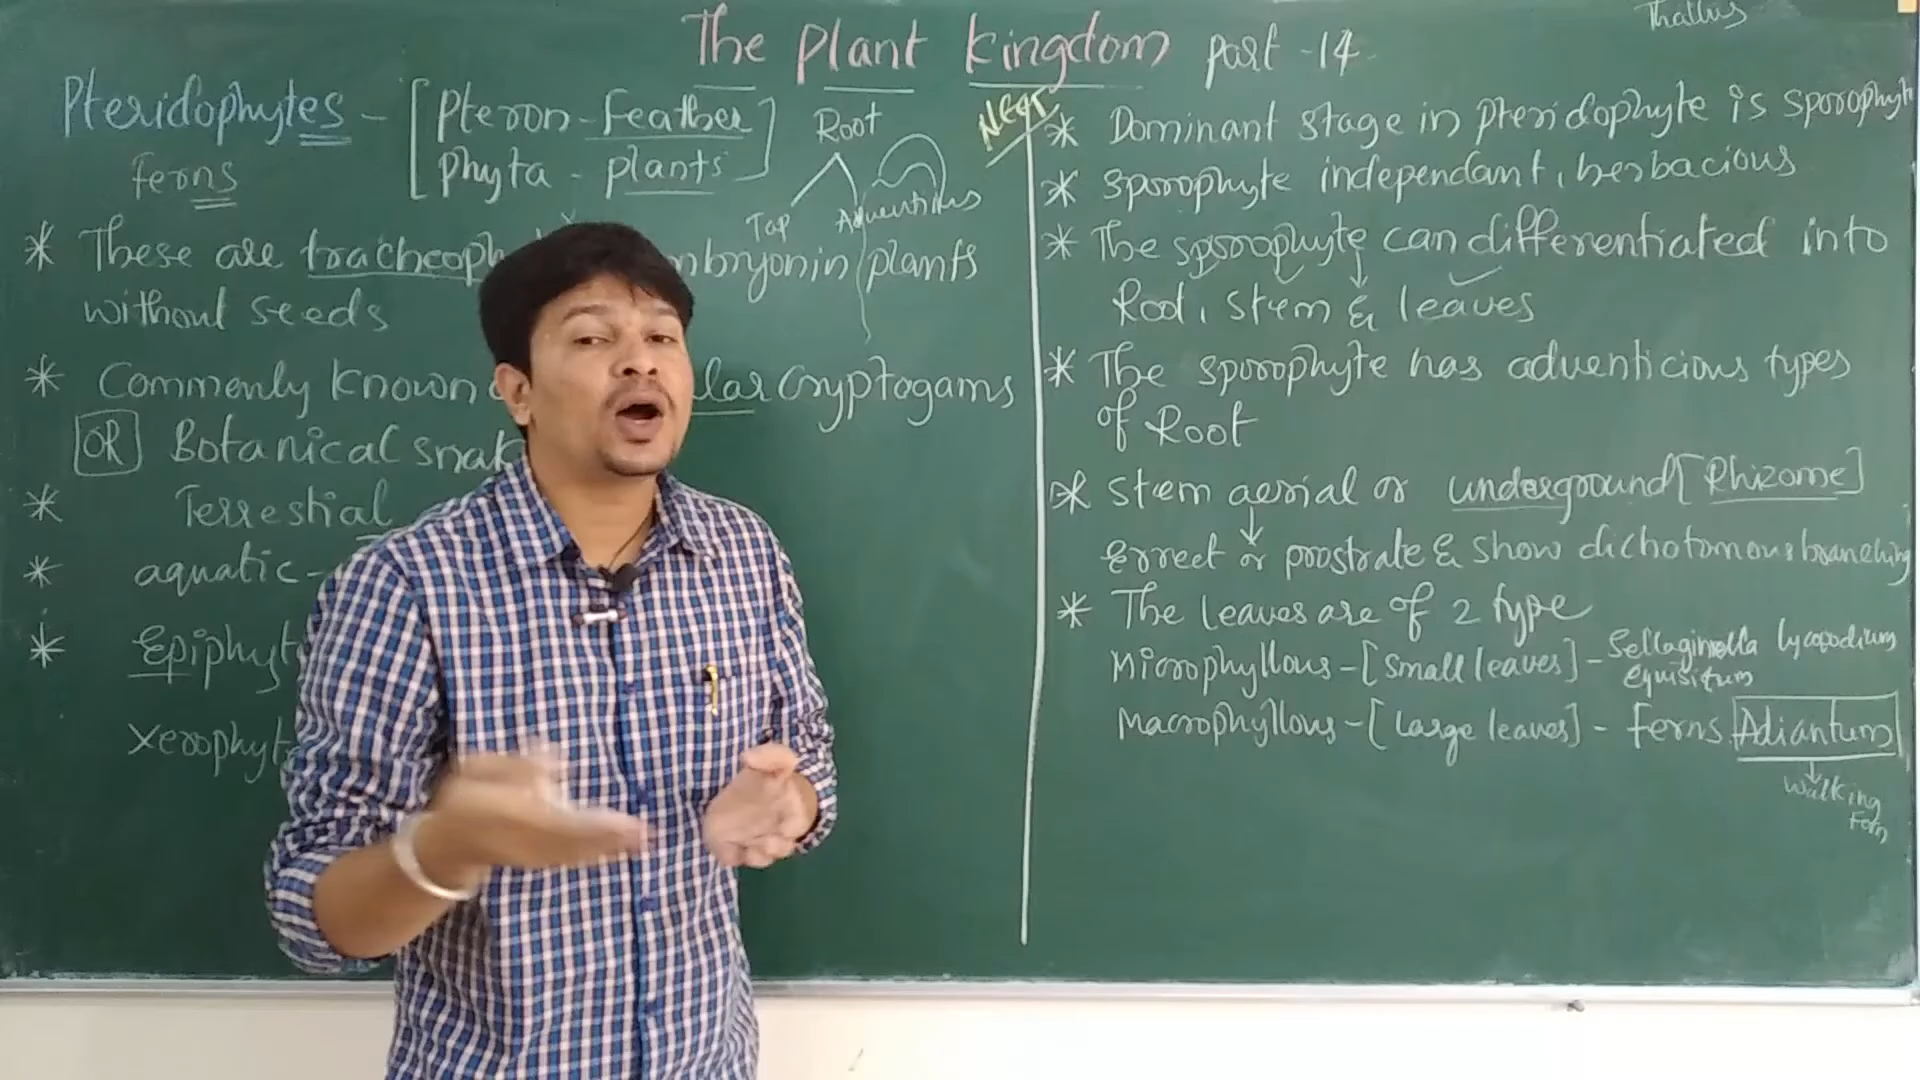 Thallus
The Plant Kingdom part -14
Pteridophytes - [Pteron - Feather
Phyta - plants]
ferns
Root
Tap Adventitious
* These are tracheoph mbryonin plants
without seeds
* Commonly known lar cryptogams
OR Botanical snak
* Terrestial
* aquatic -
* Epiphyt
Xerophyt
Neet
* Dominant stage in pteridophyte is sporophyt
* Sporophyte independant, herbacious
* The sporophyte can differentiated into
Root, stem & leaves
* The sporophyte has adventicious types
of Root
* Stem aerial or underground [Rhizome]
Errect or prostrate & show dichotomous branching
* The leaves are of 2 type
Microphyllous - [small leaves] - Sellaginella lycopodium
Equisitum
Macrophyllous - [Large leaves] - ferns, Adiantum
Walking
Fern